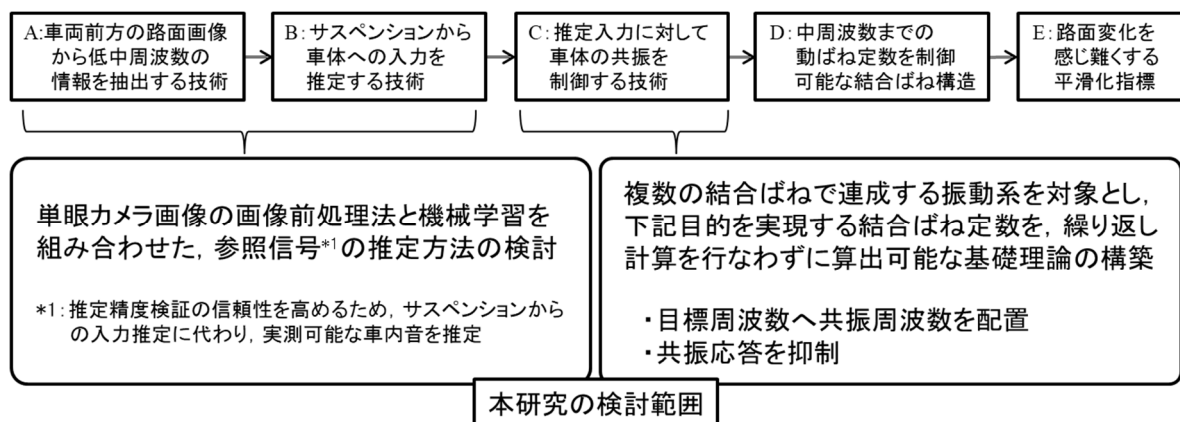 A:車両前方の路面画像
から低中周波数の
情報を抽出する技術
B:サスペンションから
車体への入力を
推定する技術
C:推定入力に対して
車体の共振を
制御する技術
D:中周波数までの
動ばね定数を制御
可能な結合ばね構造
E:路面変化を
感じ難くする
平滑化指標
単眼カメラ画像の画像前処理法と機械学習を
組み合わせた, 参照信号*1の推定方法の検討
*1:推定精度検証の信頼性を高めるため, サスペンションから
の入力推定に代わり, 実測可能な車内音を推定
複数の結合ばねで連成する振動系を対象とし,
下記目的を実現する結合ばね定数を, 繰り返し
計算を行なわずに算出可能な基礎理論の構築
・目標周波数へ共振周波数を配置
・共振応答を抑制
本研究の検討範囲